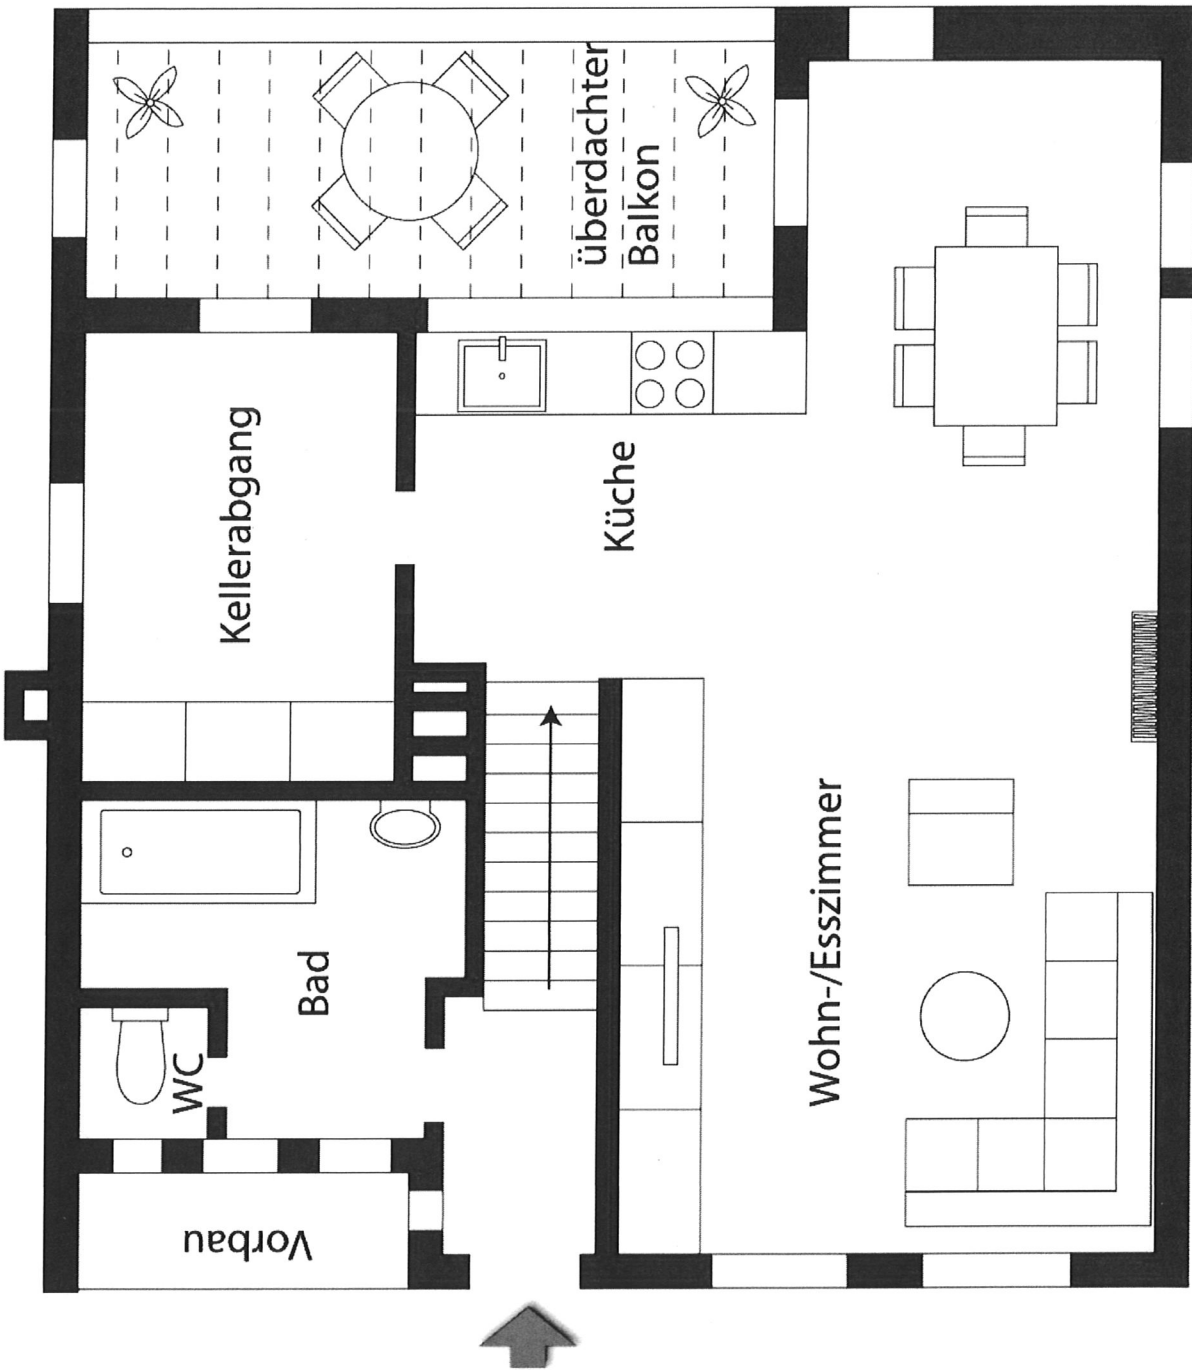 überdachter
Balkon
Kellerabgang
Küche
Wohn-/Esszimmer
Bad
WC
Vorbau